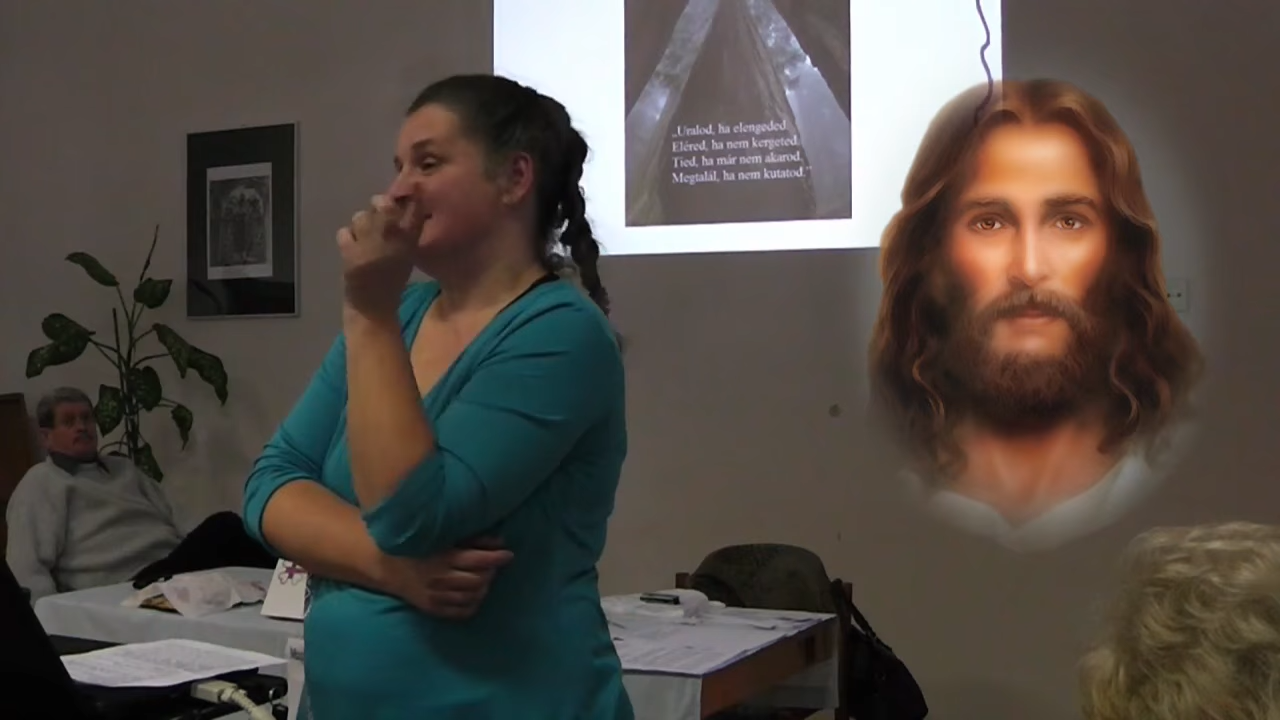 „Uralod, ha elengeded.
Eléred, ha nem kergeted.
Tied, ha már nem akarod.
Megtalál, ha nem kutatod.”